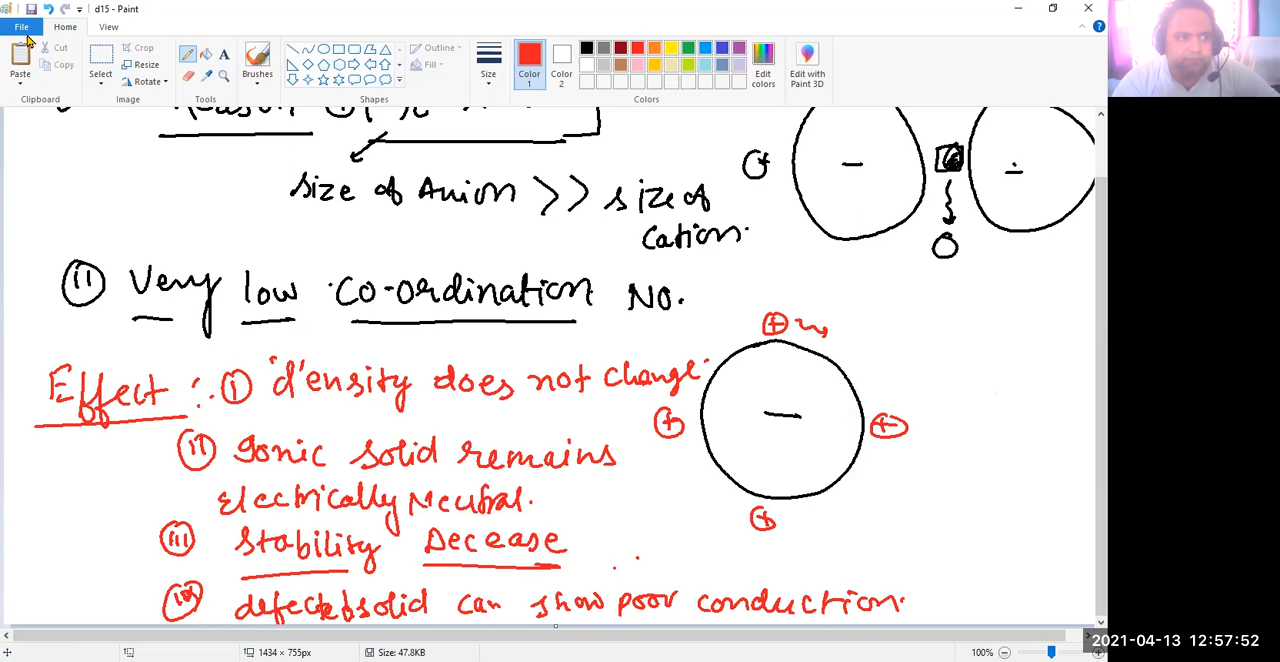 d15 - Paint
File Home View
Paste Cut Copy Select Crop Resize Rotate Brushes Outline Fill Size Color 1 Color 2 Edit colors Edit with Paint 3D
Clipboard Image Tools Shapes Colors
Reason of
size of Anion >> size of
cation.
+ - -
(ii) Very low co-ordination No.
Effect :- (i) 'd'ensity does not change.
(ii) Ionic solid remains
Electrically Neutral.
(iii) stability Decease
solid can show poor conduction.
+
+ - +
+
1434 × 755px Size: 47.8KB 100%
2021-04-13 12:57:52